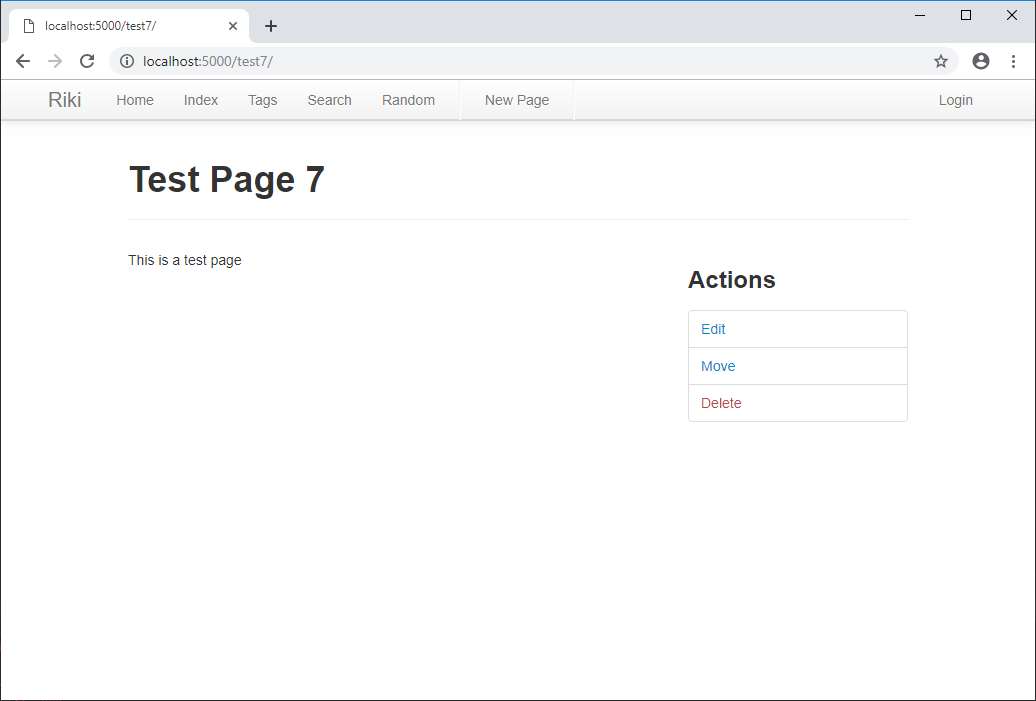 localhost:5000/test7/
localhost:5000/test7/
Riki Home Index Tags Search Random New Page Login
Test Page 7
This is a test page
Actions
Edit
Move
Delete